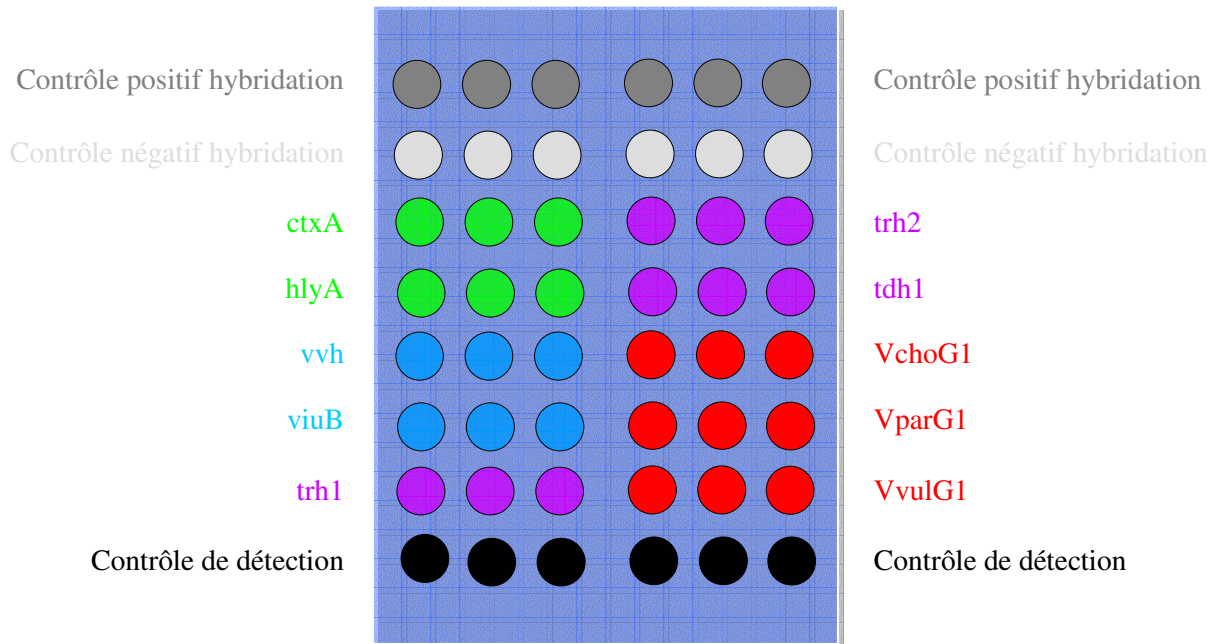 Contrôle positif hybridation
Contrôle positif hybridation
Contrôle négatif hybridation
Contrôle négatif hybridation
ctxA
trh2
hlyA
tdh1
vvh
VchoG1
viuB
VparG1
trh1
VvulG1
Contrôle de détection
Contrôle de détection